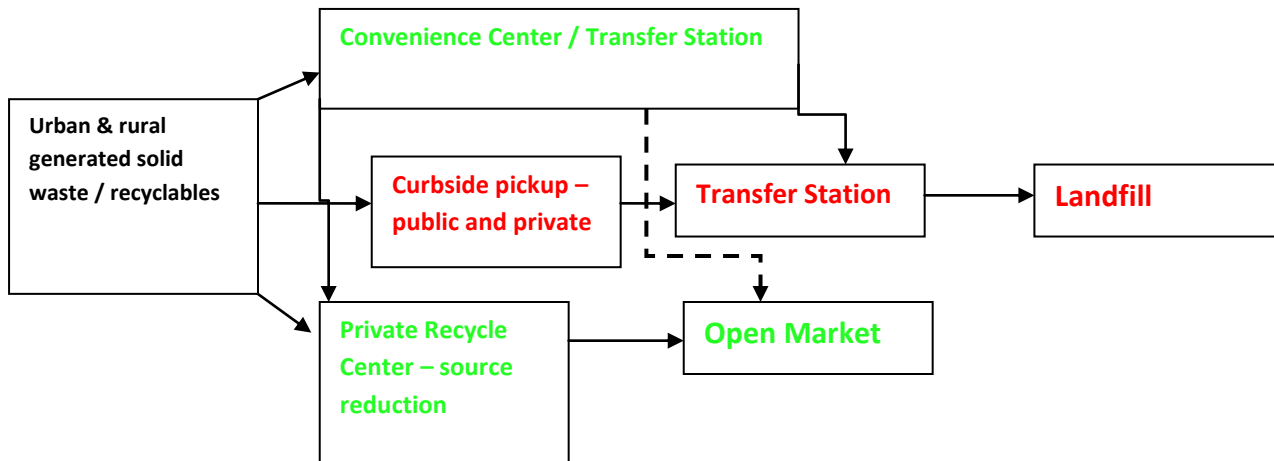 Convenience Center / Transfer Station
Urban & rural
generated solid
waste / recyclables
Curbside pickup –
public and private
Transfer Station
Landfill
Private Recycle
Center – source
reduction
Open Market